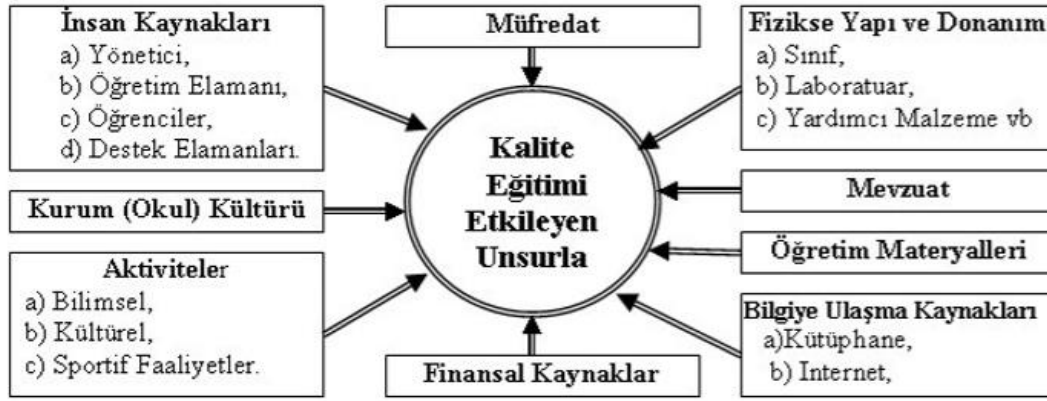 İnsan Kaynakları
a) Yönetici,
b) Öğretim Elamanı,
c) Öğrenciler,
d) Destek Elamanları.
Müfredat
Fizikse Yapı ve Donanım
a) Sınıf,
b) Laboratuar,
c) Yardımcı Malzeme vb
Kalite
Eğitimi
Etkileyen
Unsurla
Kurum (Okul) Kültürü
Mevzuat
Öğretim Materyalleri
Aktiviteler
a) Bilimsel,
b) Kültürel,
c) Sportif Faaliyetler.
Finansal Kaynaklar
Bilgiye Ulaşma Kaynakları
a)Kütüphane,
b) Internet,